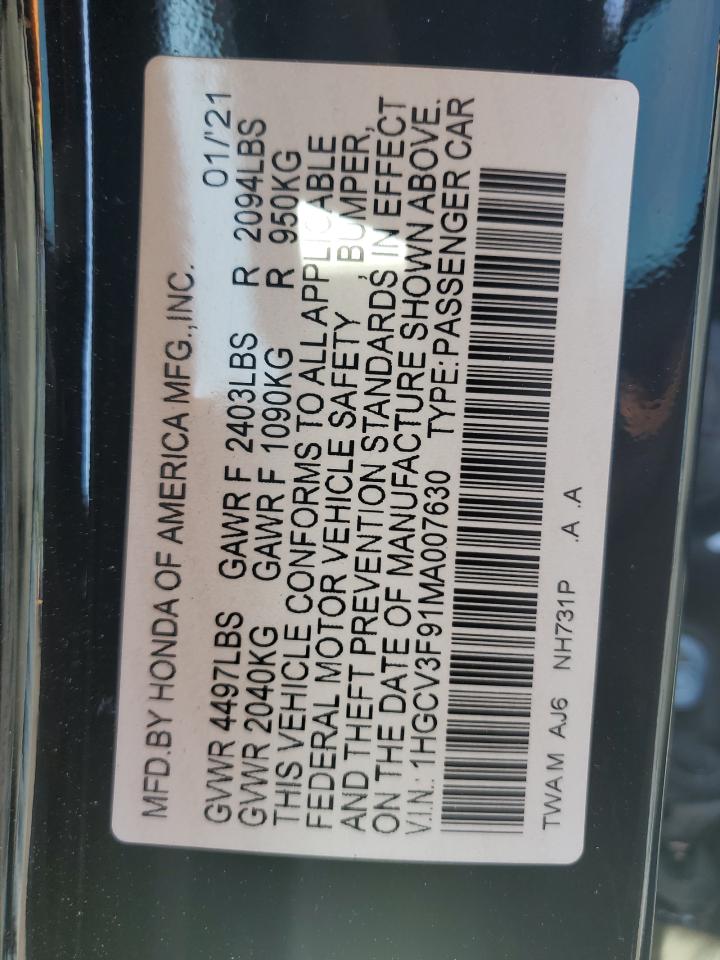 MFD.BY HONDA OF AMERICA MFG.,INC. 01/'21
GVWR 4497LBS GAWR F 2403LBS R 2094LBS
GVWR 2040KG GAWR F 1090KG R 950KG
THIS VEHICLE CONFORMS TO ALL APPLICABLE
FEDERAL MOTOR VEHICLE SAFETY , BUMPER,
AND THEFT PREVENTION STANDARDS IN EFFECT
ON THE DATE OF MANUFACTURE SHOWN ABOVE.
V.I.N.: 1HGCV3F91MA007630 TYPE: PASSENGER CAR
TWA M AJ6 NH731P .A .A